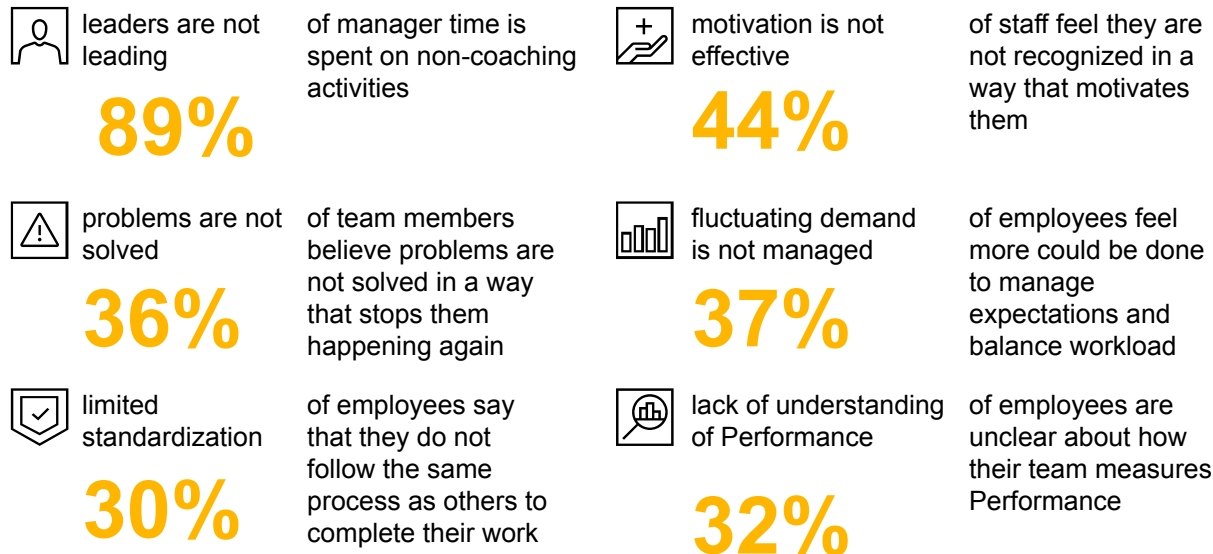 leaders are not
leading
89%
of manager time is
spent on non-coaching
activities
motivation is not
effective
44%
of staff feel they are
not recognized in a
way that motivates
them
problems are not
solved
36%
of team members
believe problems are
not solved in a way
that stops them
happening again
fluctuating demand
is not managed
37%
of employees feel
more could be done
to manage
expectations and
balance workload
limited
standardization
30%
of employees say
that they do not
follow the same
process as others to
complete their work
lack of understanding
of Performance
32%
of employees are
unclear about how
their team measures
Performance